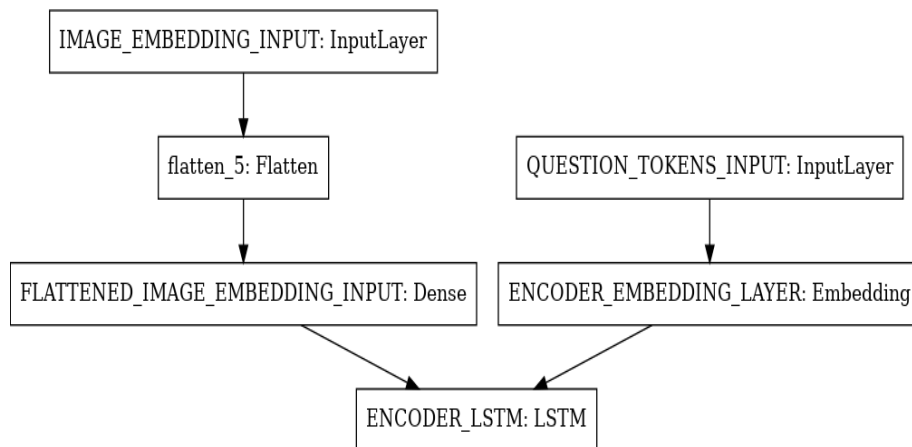 IMAGE_EMBEDDING_INPUT: InputLayer
flatten_5: Flatten
QUESTION_TOKENS_INPUT: InputLayer
FLATTENED_IMAGE_EMBEDDING_INPUT: Dense
ENCODER_EMBEDDING_LAYER: Embedding
ENCODER_LSTM: LSTM